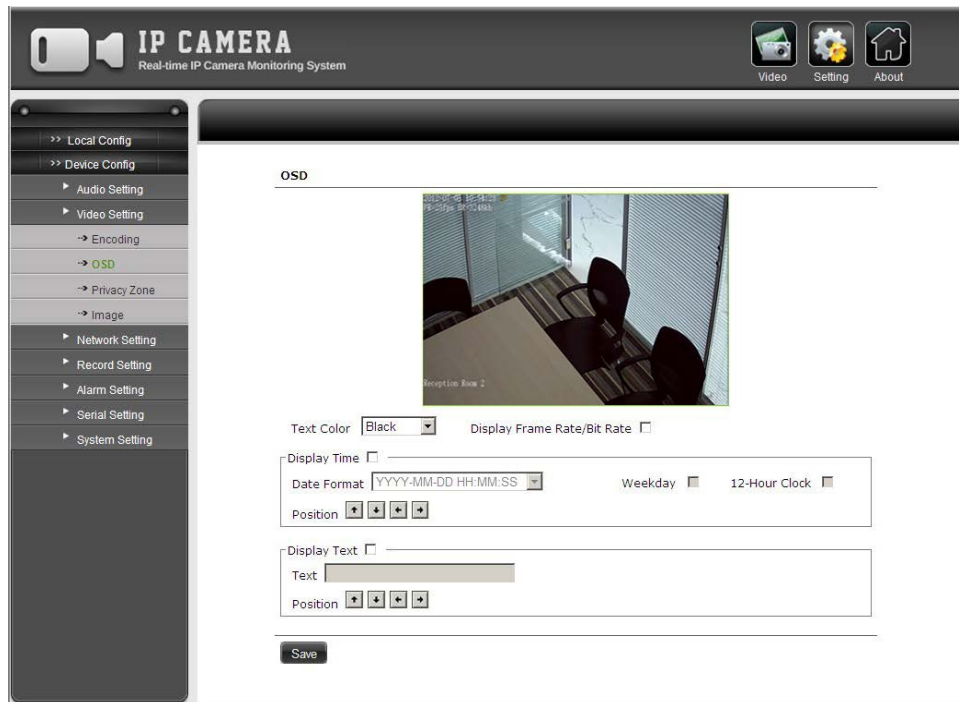 IP CAMERA
Real-time IP Camera Monitoring System
Video
Setting
About
>> Local Config
>> Device Config
Audio Setting
Video Setting
Encoding
OSD
Privacy Zone
Image
Network Setting
Record Setting
Alarm Setting
Serial Setting
System Setting
OSD
Reception Room 2
Text Color Black Display Frame Rate/Bit Rate
Display Time
Date Format YYYY-MM-DD HH:MM:SS Weekday 12-Hour Clock
Position
Display Text
Text
Position
Save